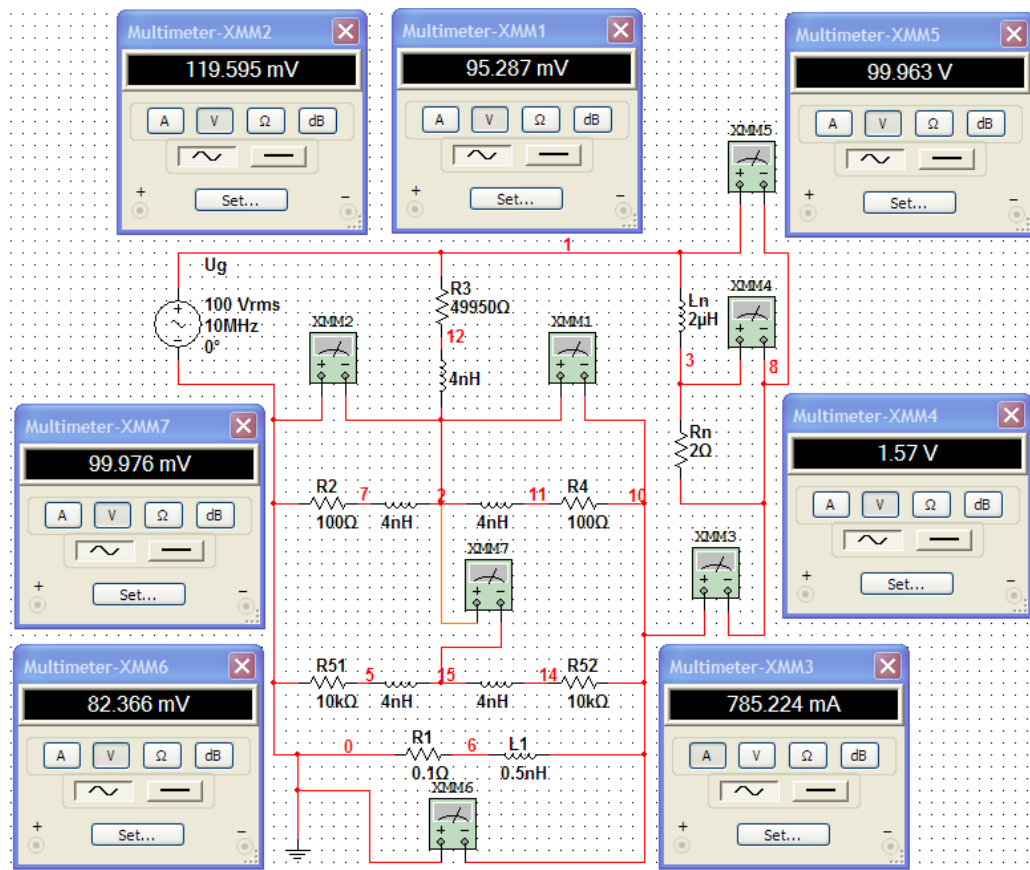 Multimeter-XMM2
119.595 mV
A V Ω dB
+ Set... −
Multimeter-XMM1
95.287 mV
A V Ω dB
+ Set... −
Multimeter-XMM5
99.963 V
A V Ω dB
+ Set... −
XMM5
1
Ug
100 Vrms
10MHz
0°
R3
49950Ω
12
4nH
XMM2
XMM1
Ln
2µH
XMM4
3
8
Rn
2Ω
Multimeter-XMM7
99.976 mV
A V Ω dB
+ Set... −
Multimeter-XMM4
1.57 V
A V Ω dB
+ Set... −
R2 7 2 11 R4 10
100Ω 4nH 4nH 100Ω
XMM7
XMM3
Multimeter-XMM6
82.366 mV
A V Ω dB
+ Set... −
R51 5 15 14 R52
10kΩ 4nH 4nH 10kΩ
Multimeter-XMM3
785.224 mA
A V Ω dB
+ Set... −
0 R1 6 L1
0.1Ω 0.5nH
XMM6